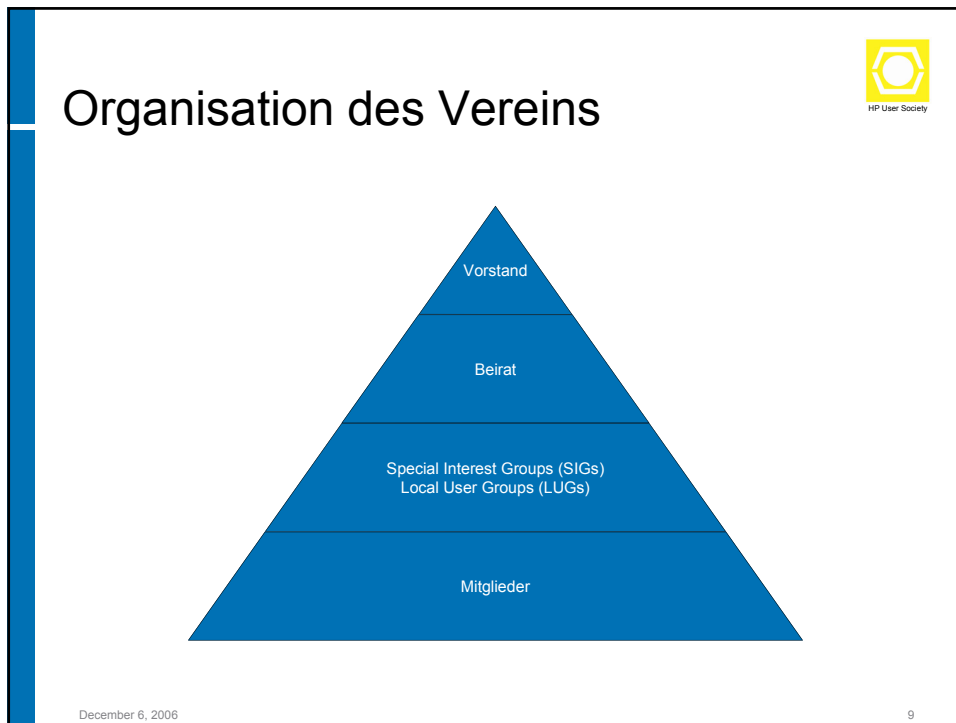 Organisation des Vereins
HP User Society
Vorstand
Beirat
Special Interest Groups (SIGs)
Local User Groups (LUGs)
Mitglieder
December 6, 2006
9